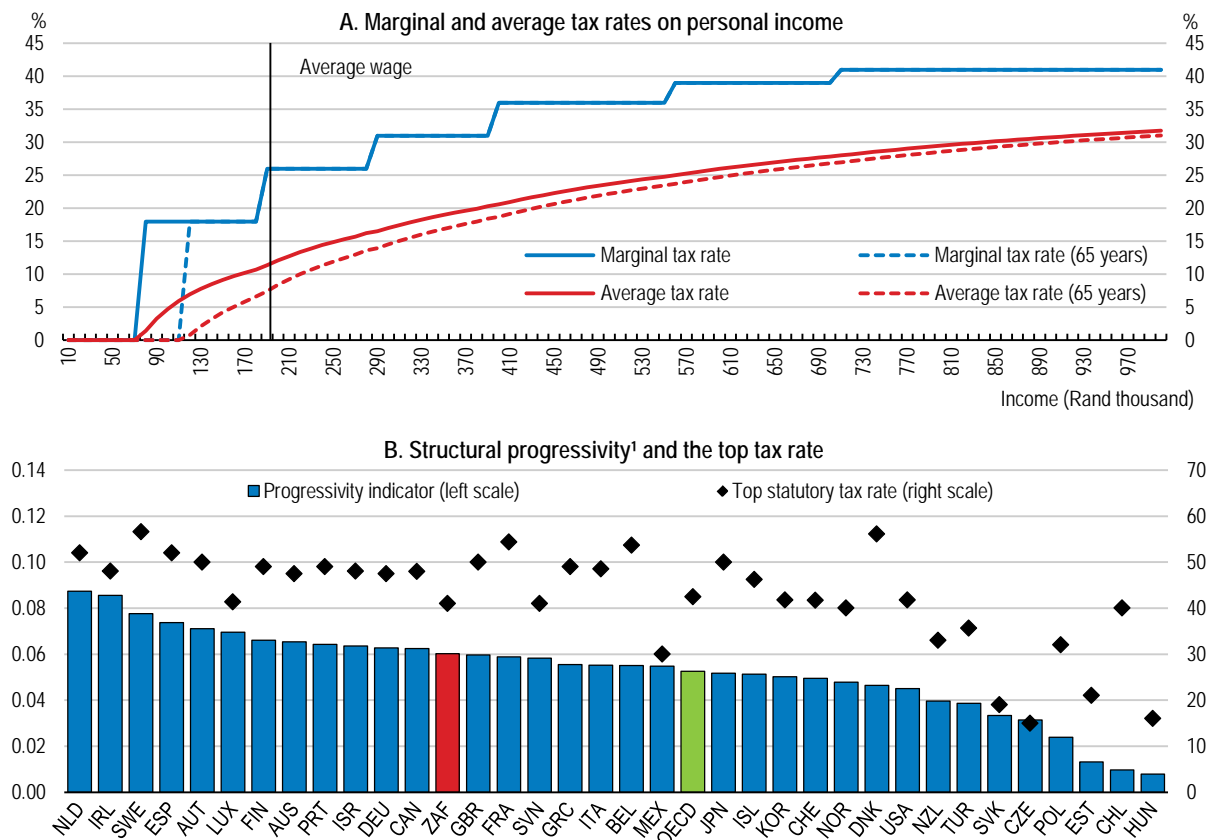 A. Marginal and average tax rates on personal income
% %
45 45
40 40
35 35
30 30
25 25
20 20
15 15
10 10
5 5
0 0
Average wage
Marginal tax rate Marginal tax rate (65 years)
Average tax rate Average tax rate (65 years)
10 50 90 130 170 210 250 290 330 370 410 450 490 530 570 610 650 690 730 770 810 850 890 930 970
Income (Rand thousand)
B. Structural progressivity¹ and the top tax rate
0.14 70
Progressivity indicator (left scale) Top statutory tax rate (right scale)
0.12 60
0.10 50
0.08 40
0.06 30
0.04 20
0.02 10
0.00 0
NLD IRL SWE ESP AUT LUX FIN AUS PRT ISR DEU CAN ZAF GBR FRA SVN GRC ITA BEL MEX OECD JPN ISL KOR CHE NOR DNK USA NZL TUR SVK CZE POL EST CHL HUN